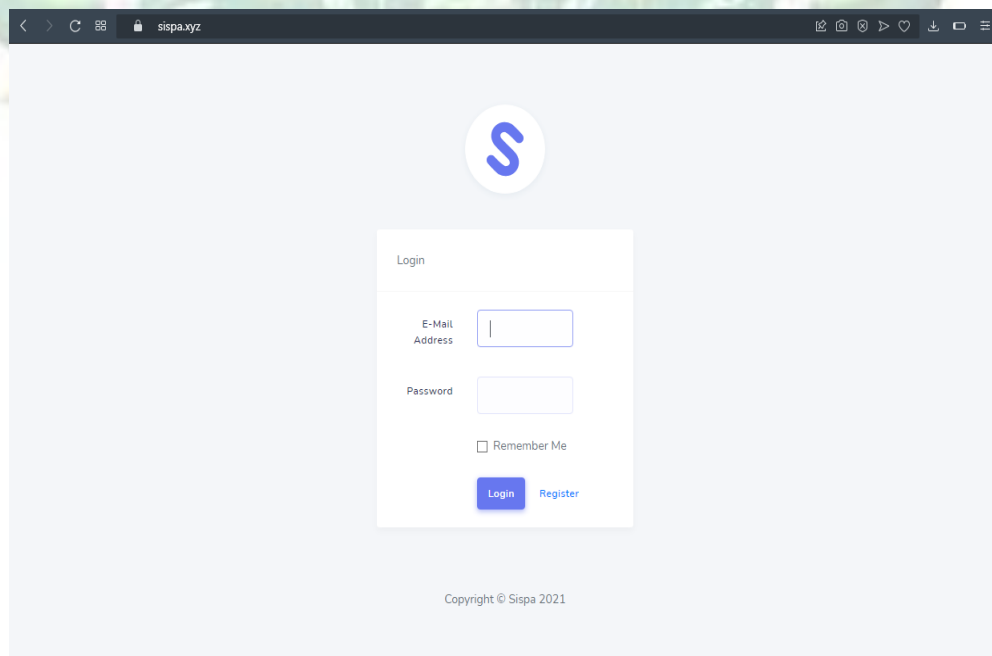 sispa.xyz
Login
E-Mail
Address
Password
Remember Me
Login Register
Copyright © Sispa 2021